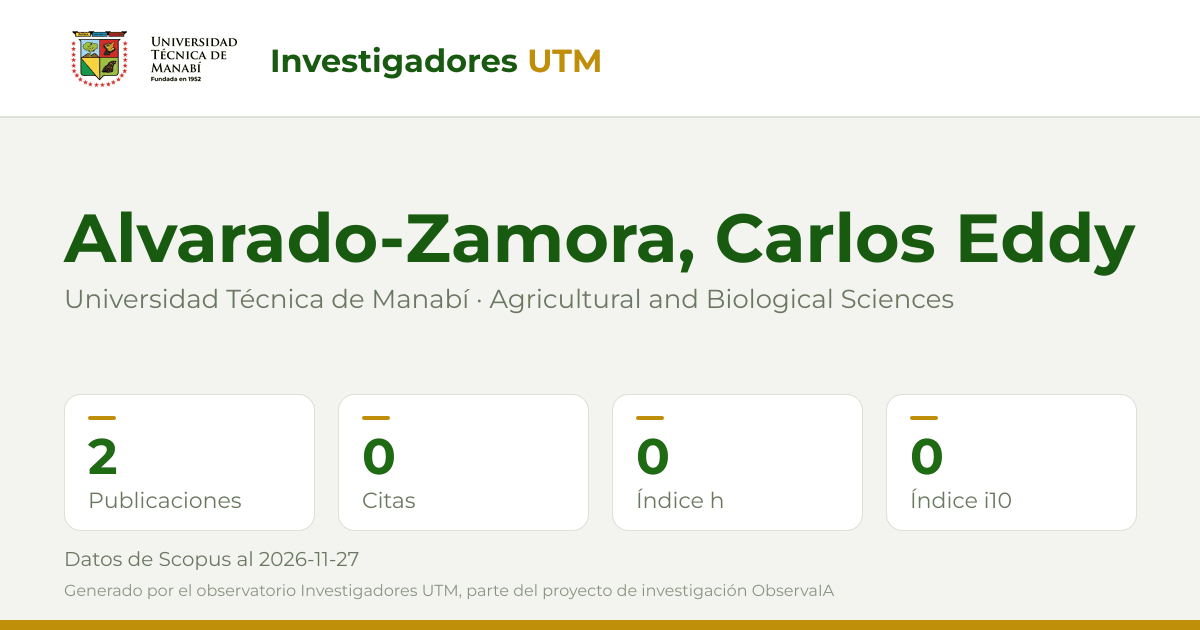 UNIVERSIDAD
TÉCNICA DE
MANABÍ
Fundada en 1952
Investigadores UTM
Alvarado-Zamora, Carlos Eddy
Universidad Técnica de Manabí · Agricultural and Biological Sciences
2
Publicaciones
0
Citas
0
Índice h
0
Índice i10
Datos de Scopus al 2026-11-27
Generado por el observatorio Investigadores UTM, parte del proyecto de investigación ObservaIA